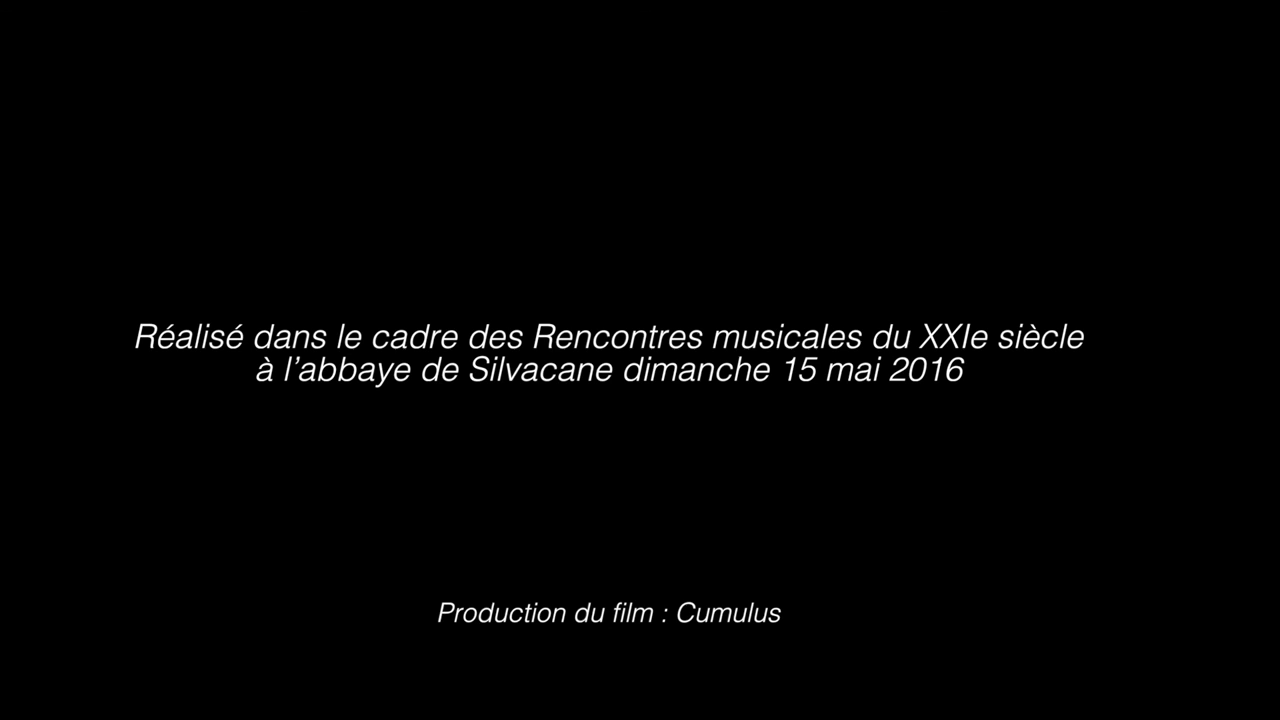 Réalisé dans le cadre des Rencontres musicales du XXIe siècle
à l’abbaye de Silvacane dimanche 15 mai 2016
Production du film : Cumulus